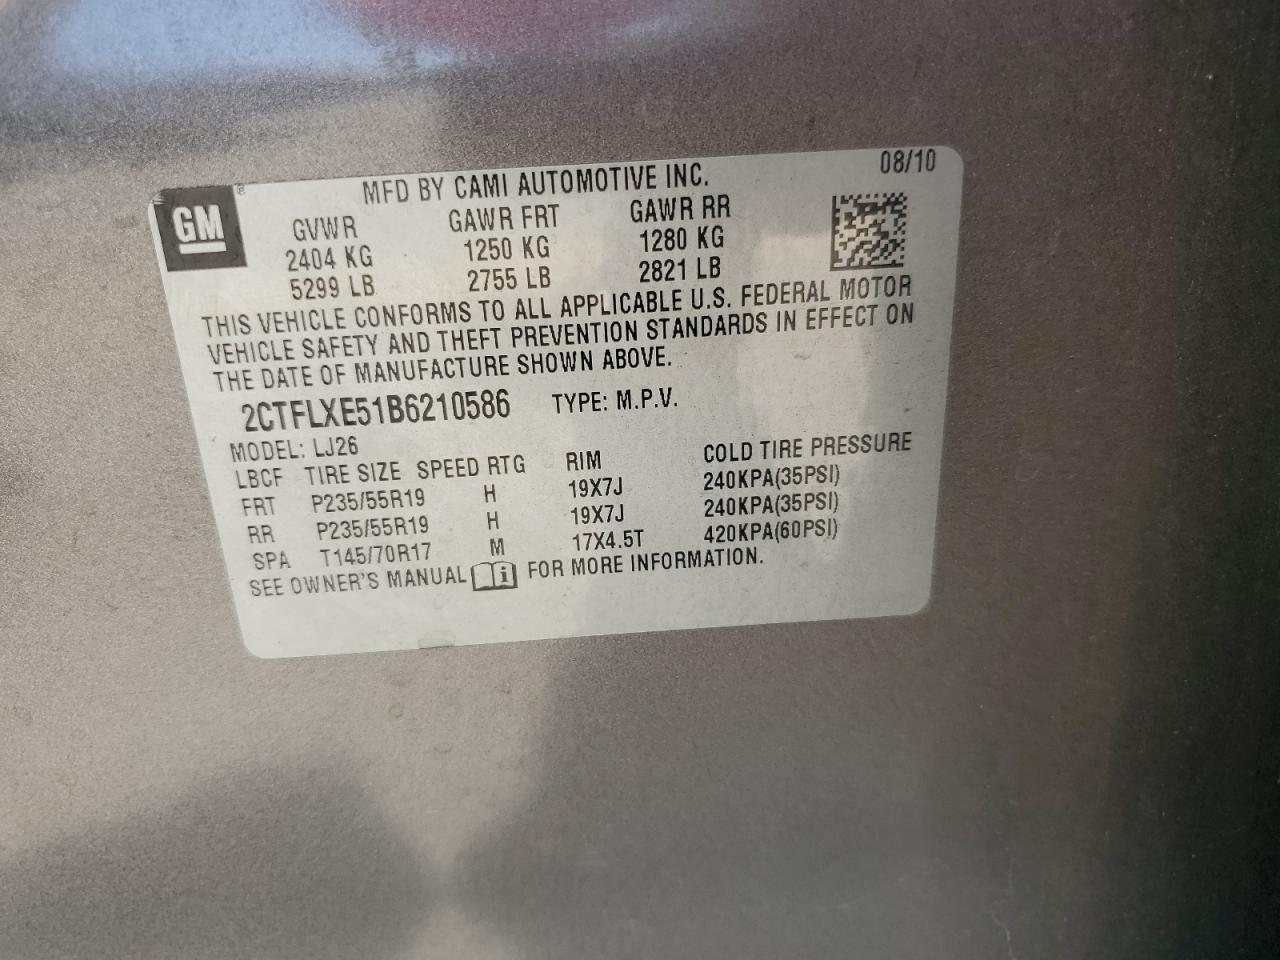 08/10
GM ®
MFD BY CAMI AUTOMOTIVE INC.
GVWR GAWR FRT GAWR RR
2404 KG 1250 KG 1280 KG
5299 LB 2755 LB 2821 LB
THIS VEHICLE CONFORMS TO ALL APPLICABLE U.S. FEDERAL MOTOR
VEHICLE SAFETY AND THEFT PREVENTION STANDARDS IN EFFECT ON
THE DATE OF MANUFACTURE SHOWN ABOVE.
2CTFLXE51B6210586 TYPE: M.P.V.
MODEL: LJ26
LBCF TIRE SIZE SPEED RTG RIM COLD TIRE PRESSURE
FRT P235/55R19 H 19X7J 240KPA(35PSI)
RR P235/55R19 H 19X7J 240KPA(35PSI)
SPA T145/70R17 M 17X4.5T 420KPA(60PSI)
SEE OWNER'S MANUAL i FOR MORE INFORMATION.